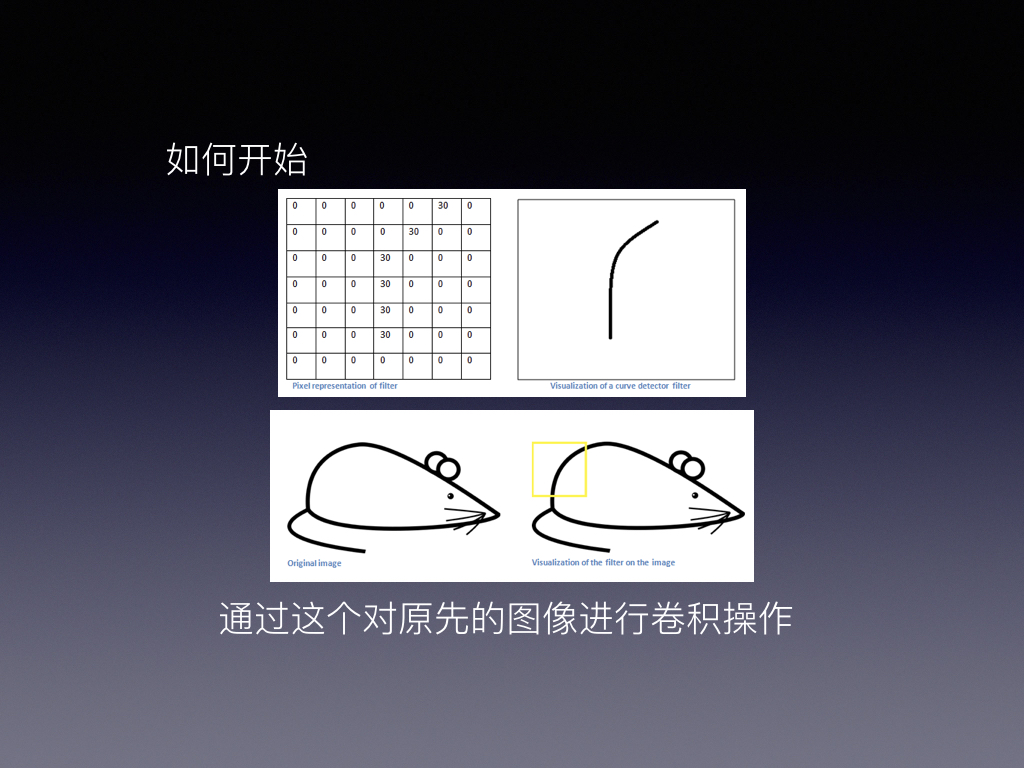 如何开始
0 0 0 0 0 30 0
0 0 0 0 30 0 0
0 0 0 30 0 0 0
0 0 0 30 0 0 0
0 0 0 30 0 0 0
0 0 0 30 0 0 0
0 0 0 0 0 0 0
Pixel representation of filter
Visualization of a curve detector filter
Original image
Visualization of the filter on the image
通过这个对原先的图像进行卷积操作